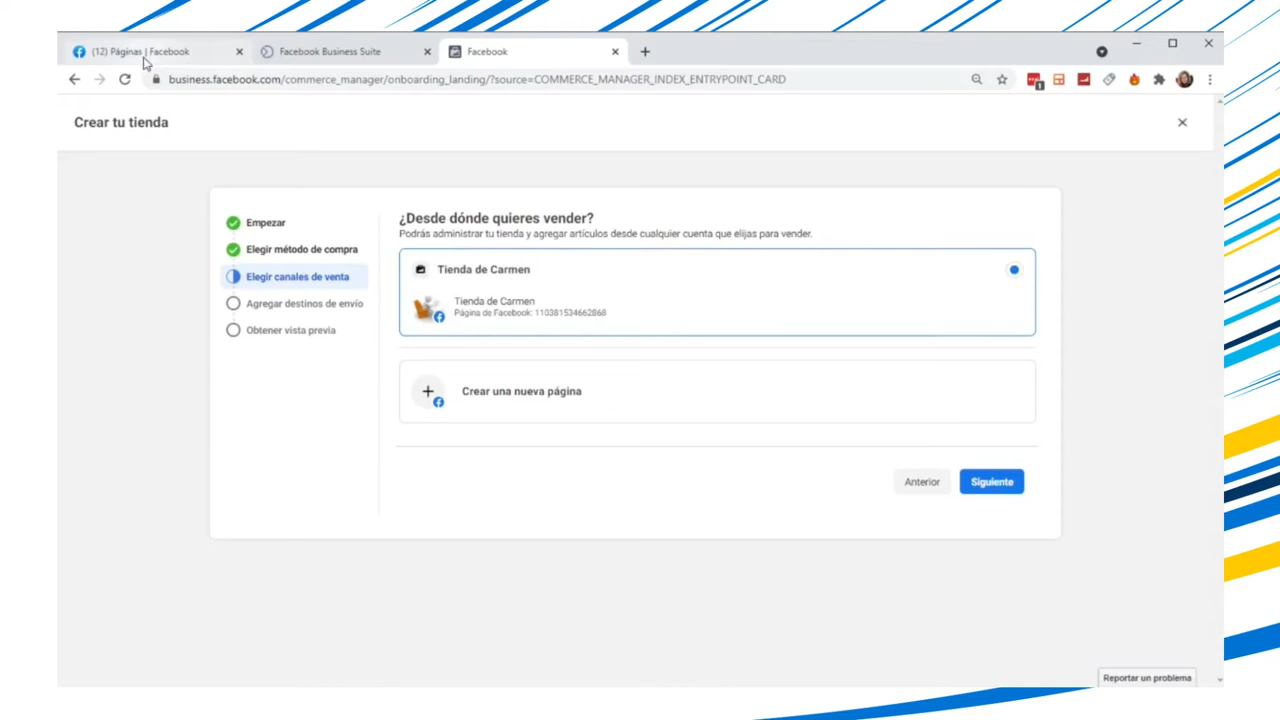 (12) Páginas | Facebook
Facebook Business Suite
Facebook
business.facebook.com/commerce_manager/onboarding_landing/?source=COMMERCE_MANAGER_INDEX_ENTRYPOINT_CARD
1
Crear tu tienda
Empezar
Elegir método de compra
Elegir canales de venta
Agregar destinos de envío
Obtener vista previa
¿Desde dónde quieres vender?
Podrás administrar tu tienda y agregar artículos desde cualquier cuenta que elijas para vender.
Tienda de Carmen
Tienda de Carmen
Página de Facebook: 110381534662868
Crear una nueva página
Anterior
Siguiente
Reportar un problema